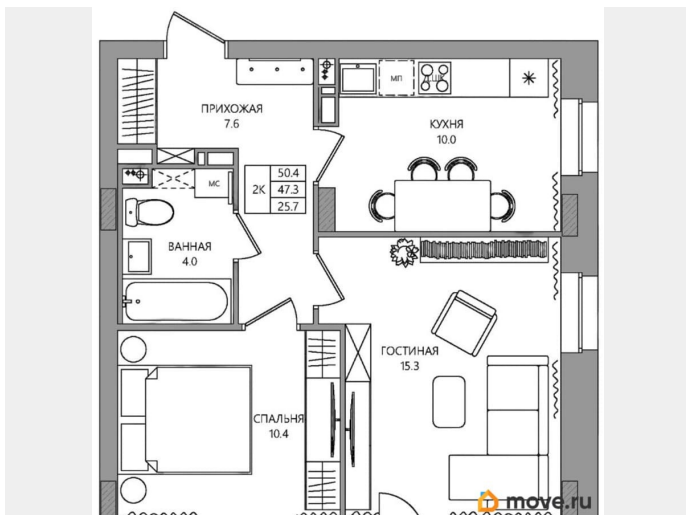 ПРИХОЖАЯ
7.6
МП
КУХНЯ
10.0
2К
50.4
47.3
25.7
МС
ВАННАЯ
4.0
ГОСТИНАЯ
15.3
СПАЛЬНЯ
10.4
move.ru